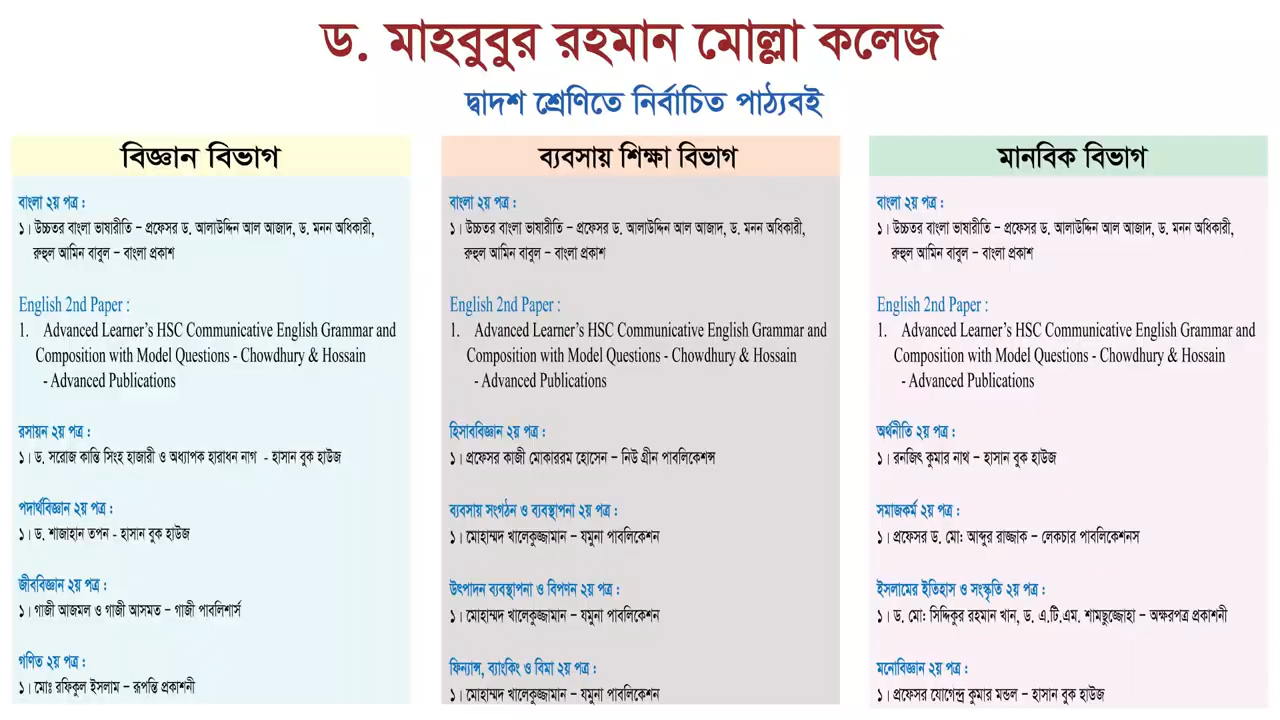 ড. মাহবুবুর রহমান মোল্লা কলেজ
দ্বাদশ শ্রেণিতে নির্বাচিত পাঠ্যবই
বিজ্ঞান বিভাগ
বাংলা ২য় পত্র :
১। উচ্চতর বাংলা ভাষারীতি – প্রফেসর ড. আলাউদ্দিন আল আজাদ, ড. মনন অধিকারী,
রুহুল আমিন বাবুল – বাংলা প্রকাশ
English 2nd Paper :
1. Advanced Learner’s HSC Communicative English Grammar and
Composition with Model Questions - Chowdhury & Hossain
- Advanced Publications
রসায়ন ২য় পত্র :
১। ড. সরোজ কান্তি সিংহ হাজারী ও অধ্যাপক হারাধন নাগ - হাসান বুক হাউজ
পদার্থবিজ্ঞান ২য় পত্র :
১। ড. শাজাহান তপন - হাসান বুক হাউজ
জীববিজ্ঞান ২য় পত্র :
১। গাজী আজমল ও গাজী আসমত – গাজী পাবলিশার্স
গণিত ২য় পত্র :
১। মোঃ রফিকুল ইসলাম – রূপন্তি প্রকাশনী
ব্যবসায় শিক্ষা বিভাগ
বাংলা ২য় পত্র :
১। উচ্চতর বাংলা ভাষারীতি – প্রফেসর ড. আলাউদ্দিন আল আজাদ, ড. মনন অধিকারী,
রুহুল আমিন বাবুল – বাংলা প্রকাশ
English 2nd Paper :
1. Advanced Learner’s HSC Communicative English Grammar and
Composition with Model Questions - Chowdhury & Hossain
- Advanced Publications
হিসাববিজ্ঞান ২য় পত্র :
১। প্রফেসর কাজী মোকাররম হোসেন – নিউ গ্রীন পাবলিকেশন্স
ব্যবসায় সংগঠন ও ব্যবস্থাপনা ২য় পত্র :
১। মোহাম্মদ খালেকুজ্জামান – যমুনা পাবলিকেশন
উৎপাদন ব্যবস্থাপনা ও বিপণন ২য় পত্র :
১। মোহাম্মদ খালেকুজ্জামান – যমুনা পাবলিকেশন
ফিন্যান্স, ব্যাংকিং ও বিমা ২য় পত্র :
১। মোহাম্মদ খালেকুজ্জামান – যমুনা পাবলিকেশন
মানবিক বিভাগ
বাংলা ২য় পত্র :
১। উচ্চতর বাংলা ভাষারীতি – প্রফেসর ড. আলাউদ্দিন আল আজাদ, ড. মনন অধিকারী,
রুহুল আমিন বাবুল – বাংলা প্রকাশ
English 2nd Paper :
1. Advanced Learner’s HSC Communicative English Grammar and
Composition with Model Questions - Chowdhury & Hossain
- Advanced Publications
অর্থনীতি ২য় পত্র :
১। রনজিৎ কুমার নাথ – হাসান বুক হাউজ
সমাজকর্ম ২য় পত্র :
১। প্রফেসর ড. মো: আব্দুর রাজ্জাক – লেকচার পাবলিকেশনস
ইসলামের ইতিহাস ও সংস্কৃতি ২য় পত্র :
১। ড. মো: সিদ্দিকুর রহমান খান, ড. এ.টি.এম. শামছুজ্জোহা – অক্ষরপত্র প্রকাশনী
মনোবিজ্ঞান ২য় পত্র :
১। প্রফেসর যোগেন্দ্র কুমার মন্ডল – হাসান বুক হাউজ